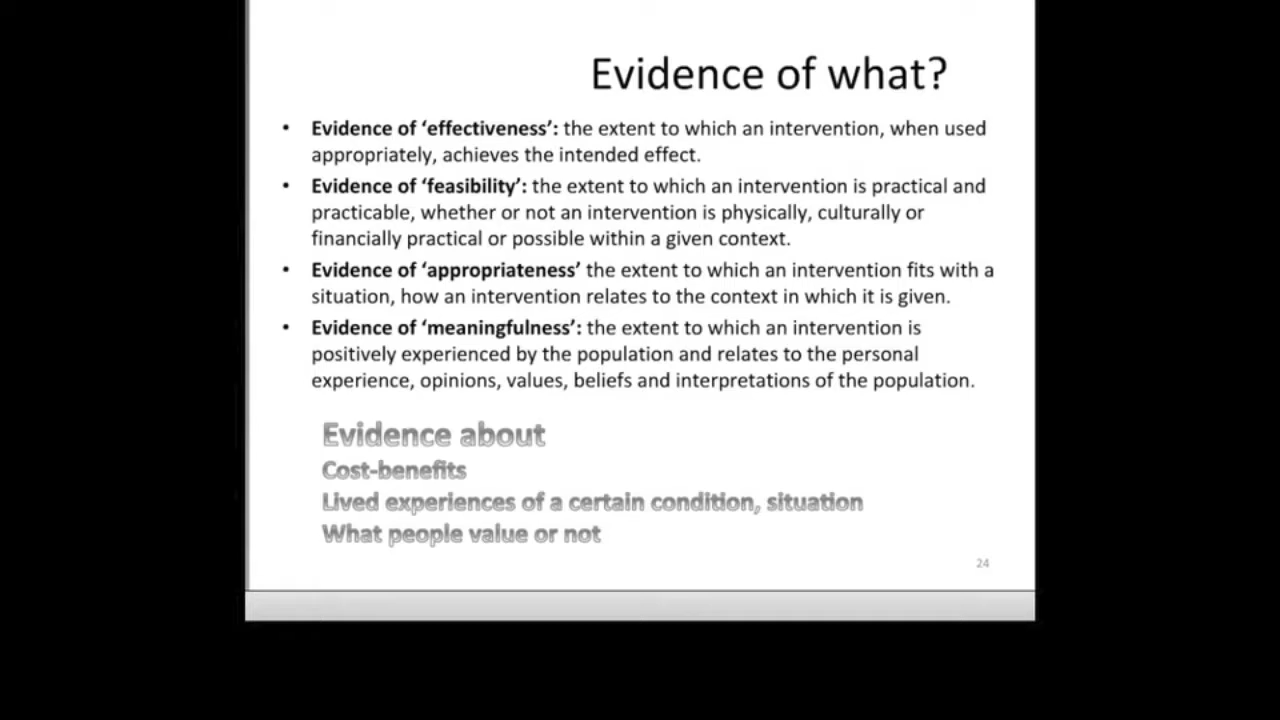 Evidence of what?
• Evidence of ‘effectiveness’: the extent to which an intervention, when used
appropriately, achieves the intended effect.
• Evidence of ‘feasibility’: the extent to which an intervention is practical and
practicable, whether or not an intervention is physically, culturally or
financially practical or possible within a given context.
• Evidence of ‘appropriateness’ the extent to which an intervention fits with a
situation, how an intervention relates to the context in which it is given.
• Evidence of ‘meaningfulness’: the extent to which an intervention is
positively experienced by the population and relates to the personal
experience, opinions, values, beliefs and interpretations of the population.
Evidence about
Cost-benefits
Lived experiences of a certain condition, situation
What people value or not
24